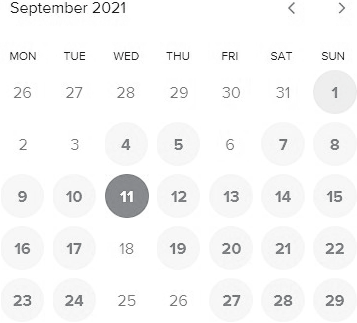 September 2021
MON TUE WED THU FRI SAT SUN
26 27 28 29 30 31 1
2 3 4 5 6 7 8
9 10 11 12 13 14 15
16 17 18 19 20 21 22
23 24 25 26 27 28 29